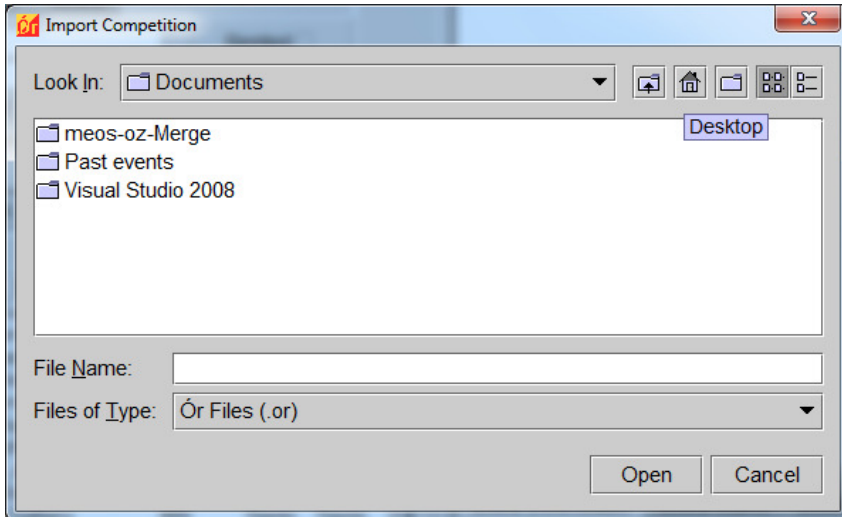 Ór Import Competition
Look In: Documents
Desktop
meos-oz-Merge
Past events
Visual Studio 2008
File Name:
Files of Type: Ór Files (.or)
Open Cancel